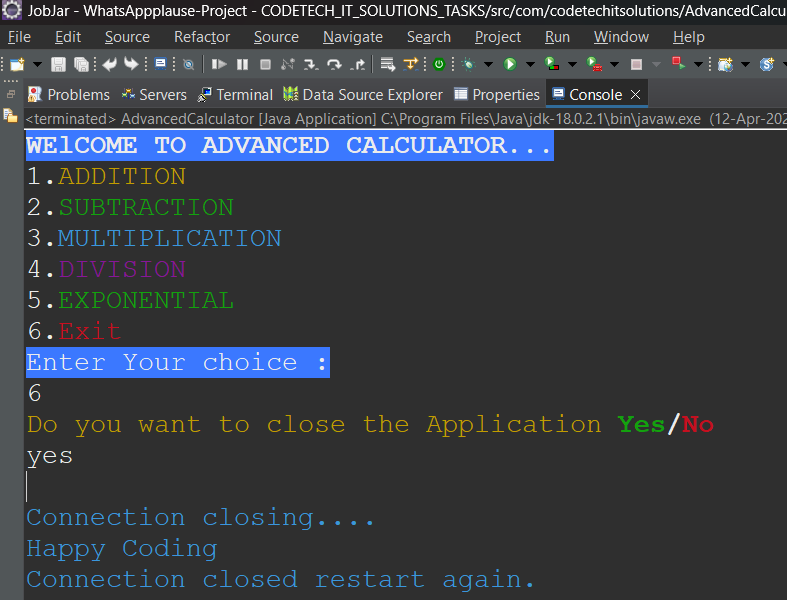 JobJar - WhatsAppplause-Project - CODETECH_IT_SOLUTIONS_TASKS/src/com/codetechitsolutions/AdvancedCalcu
File Edit Source Refactor Source Navigate Search Project Run Window Help
Problems Servers Terminal Data Source Explorer Properties Console
<terminated> AdvancedCalculator [Java Application] C:\Program Files\Java\jdk-18.0.2.1\bin\javaw.exe (12-Apr-202
WElCOME TO ADVANCED CALCULATOR...
1.ADDITION
2.SUBTRACTION
3.MULTIPLICATION
4.DIVISION
5.EXPONENTIAL
6.Exit
Enter Your choice :
6
Do you want to close the Application Yes/No
yes
Connection closing....
Happy Coding
Connection closed restart again.